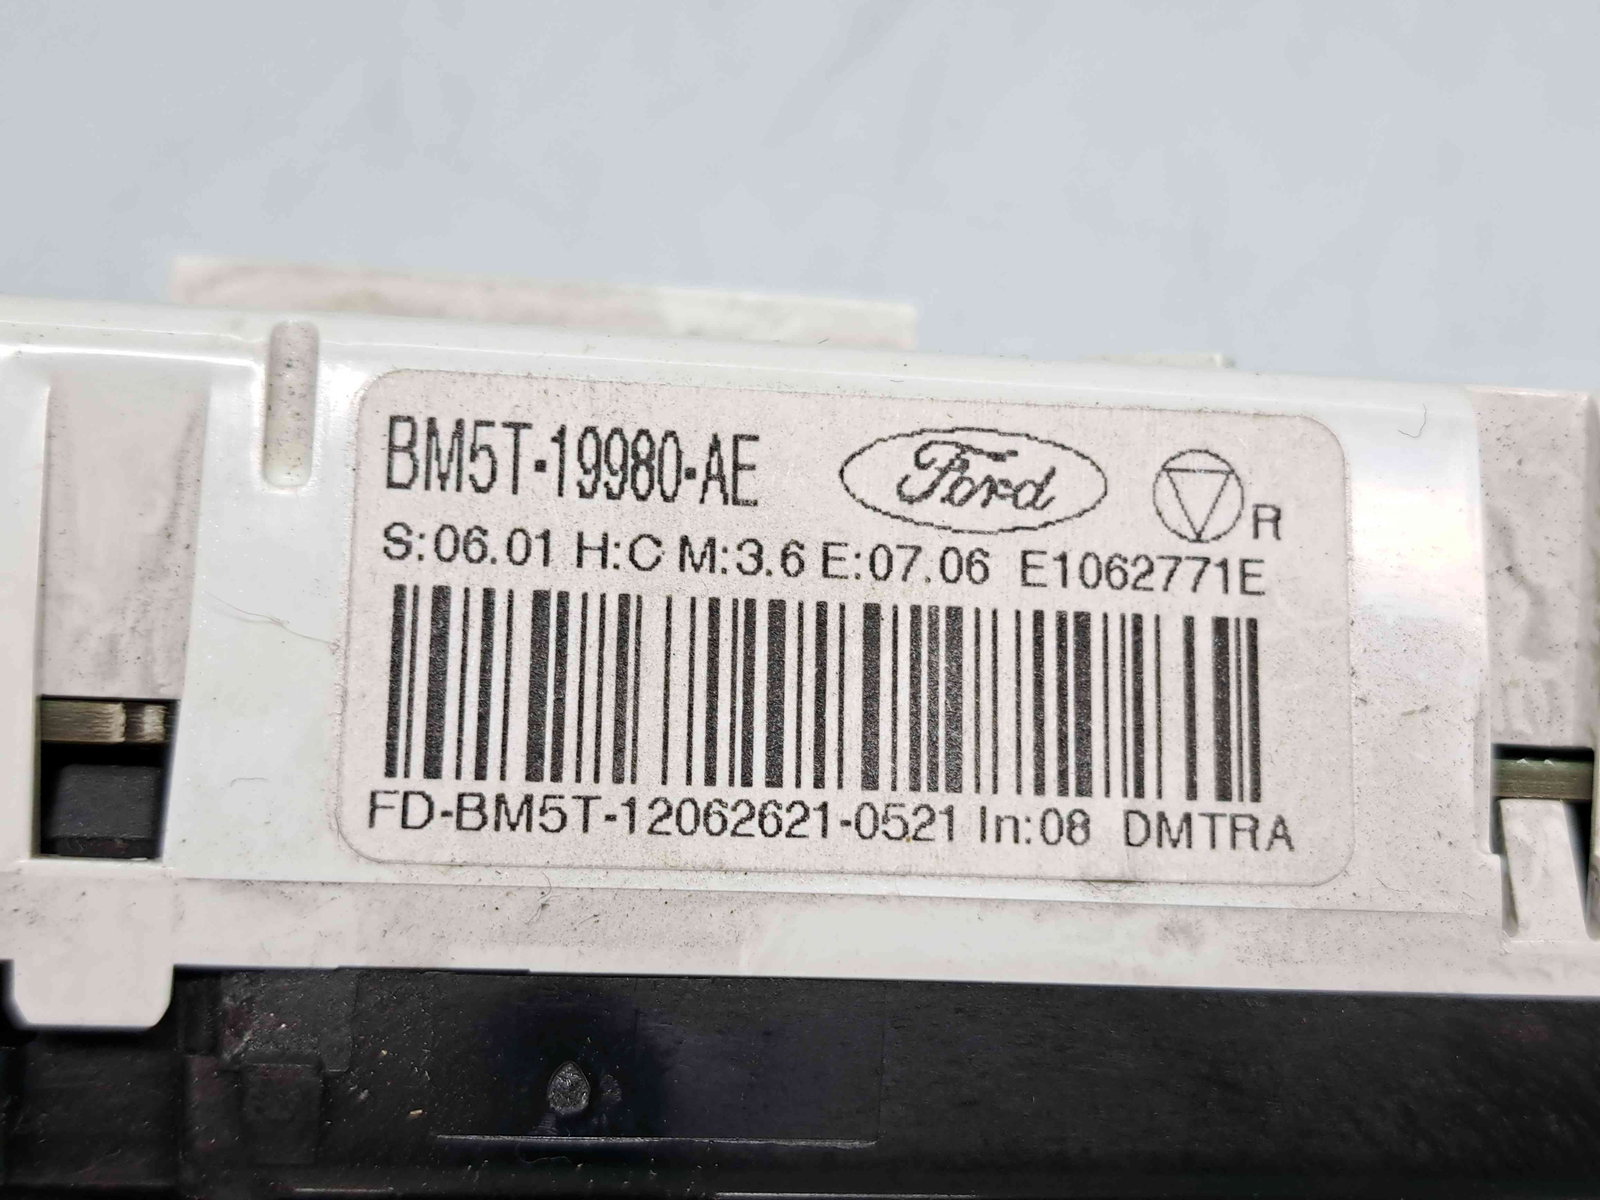 BM5T-19980-AE Ford R
S:06.01 H:C M:3.6 E:07.06 E1062771E
FD-BM5T-12062621-0521 In:08 DMTRA